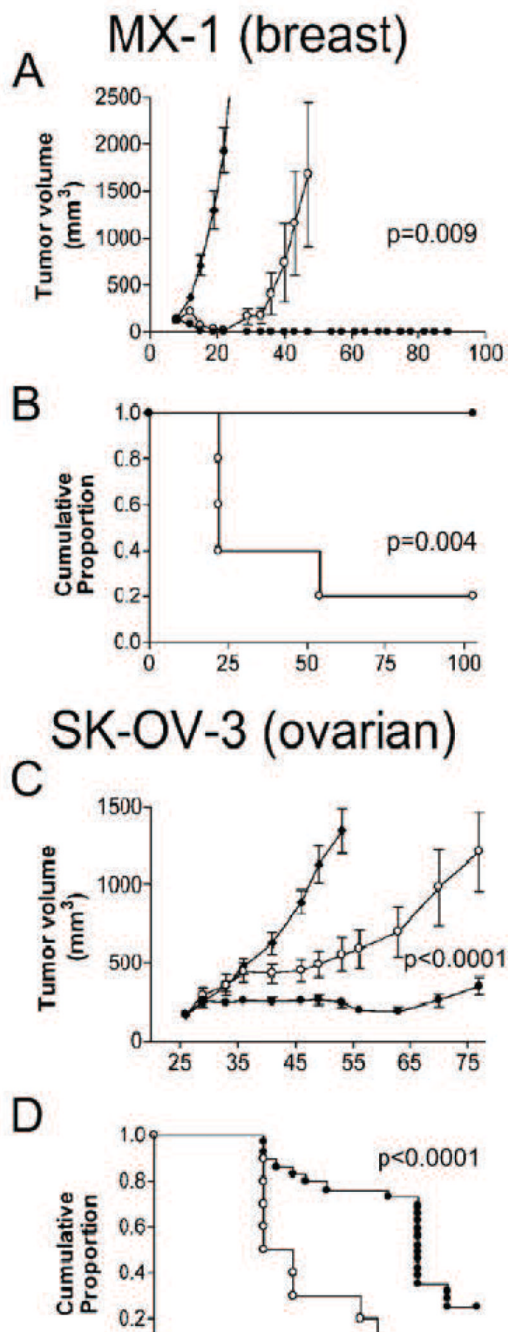 MX-1 (breast)
A
Tumor volume
(mm³)
2500
2000
1500
1000
500
0
p=0.009
0 20 40 60 80 100
B
Cumulative
Proportion
1.0
0.8
0.6
0.4
0.2
0.0
p=0.004
0 25 50 75 100
SK-OV-3 (ovarian)
C
Tumor volume
(mm³)
1500
1000
500
0
p<0.0001
25 35 45 55 65 75
D
Cumulative
Proportion
1.0
0.8
0.6
0.4
0.2
p<0.0001